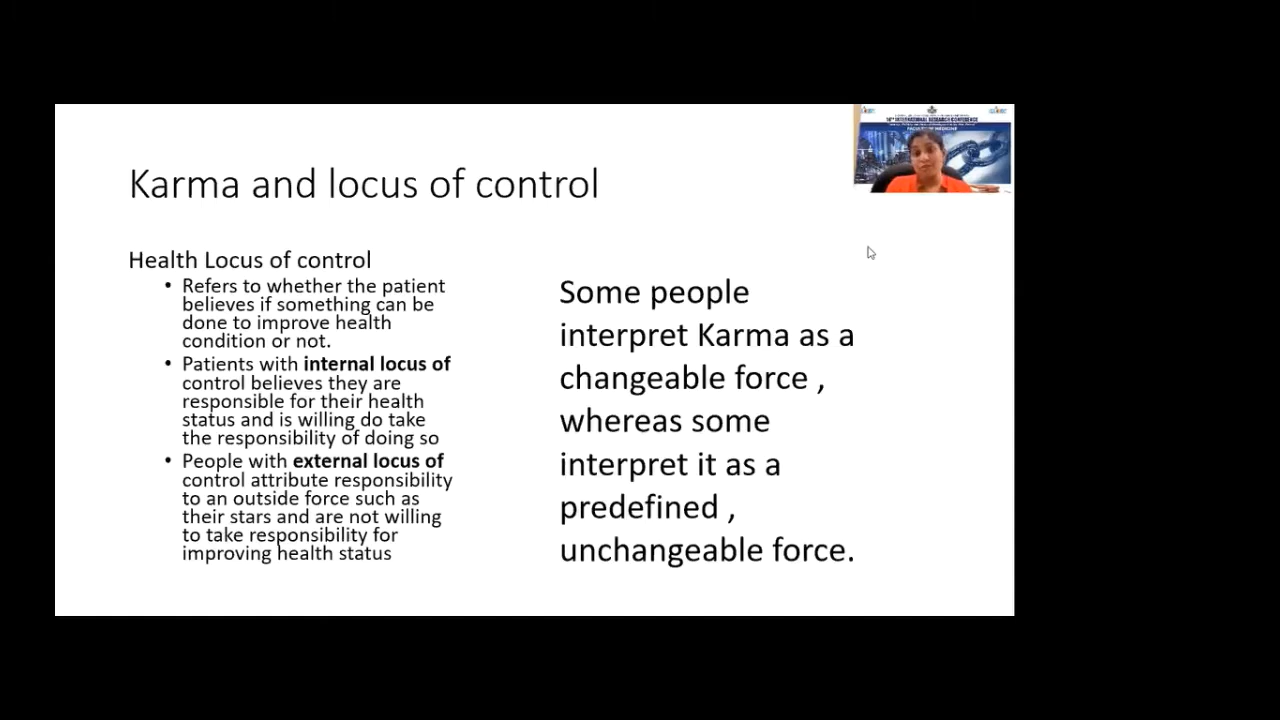 Karma and locus of control
Health Locus of control
• Refers to whether the patient
believes if something can be
done to improve health
condition or not.
• Patients with internal locus of
control believes they are
responsible for their health
status and is willing do take
the responsibility of doing so
• People with external locus of
control attribute responsibility
to an outside force such as
their stars and are not willing
to take responsibility for
improving health status
Some people
interpret Karma as a
changeable force ,
whereas some
interpret it as a
predefined ,
unchangeable force.
INTERNATIONAL RESEARCH CONFERENCE
FACULTY OF MEDICINE